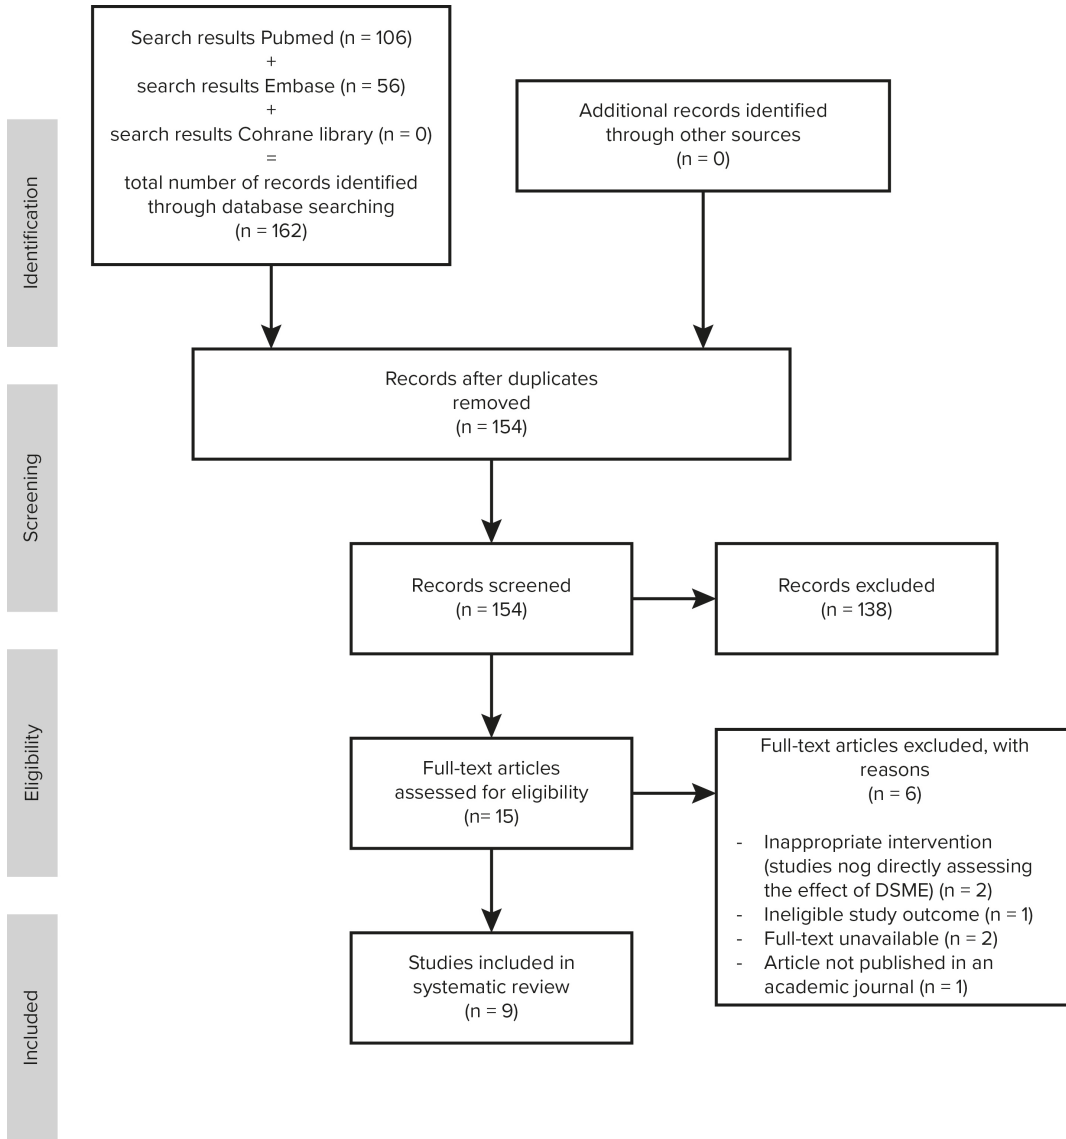 Search results Pubmed (n = 106)
+
search results Embase (n = 56)
+
search results Cohrane library (n = 0)
=
total number of records identified
through database searching
(n = 162)
Additional records identified
through other sources
(n = 0)
Identification
Records after duplicates
removed
(n = 154)
Screening
Records screened
(n = 154)
Records excluded
(n = 138)
Eligibility
Full-text articles
assessed for eligibility
(n= 15)
Full-text articles excluded, with
reasons
(n = 6)
- Inappropriate intervention
(studies nog directly assessing
the effect of DSME) (n = 2)
- Ineligible study outcome (n = 1)
- Full-text unavailable (n = 2)
- Article not published in an
academic journal (n = 1)
Included
Studies included in
systematic review
(n = 9)